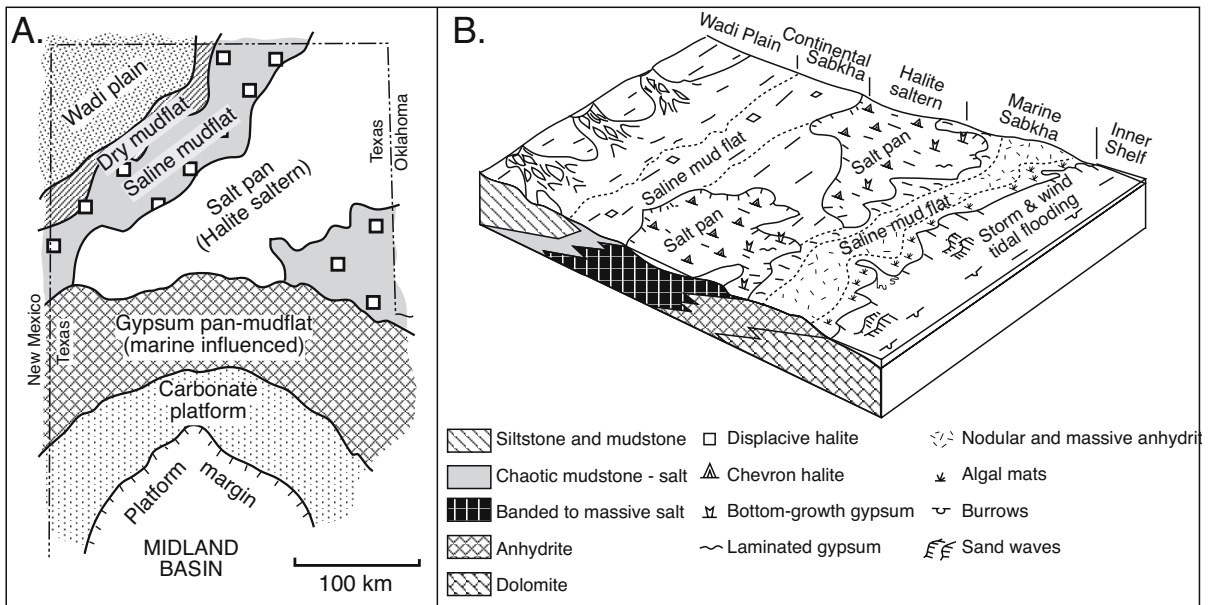 A.
Wadi plain
Dry mudflat
Saline mudflat
Salt pan
(Halite saltern)
Texas
Oklahoma
New Mexico
Texas
Gypsum pan-mudflat
(marine influenced)
Carbonate
platform
Platform
margin
MIDLAND
BASIN
100 km
B.
Wadi Plain
Continental
Sabkha
Halite
saltern
Marine
Sabkha
Inner
Shelf
Saline mud flat
Salt pan
Salt pan
Saline mud flat
Storm & wind
tidal flooding
Siltstone and mudstone
Chaotic mudstone - salt
Banded to massive salt
Anhydrite
Dolomite
Displacive halite
Chevron halite
Bottom-growth gypsum
Laminated gypsum
Nodular and massive anhydrit
Algal mats
Burrows
Sand waves